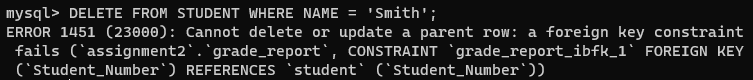 mysql> DELETE FROM STUDENT WHERE NAME = 'Smith';
ERROR 1451 (23000): Cannot delete or update a parent row: a foreign key constraint
fails (`assignment2`.`grade_report`, CONSTRAINT `grade_report_ibfk_1` FOREIGN KEY
(`Student_Number`) REFERENCES `student` (`Student_Number`))